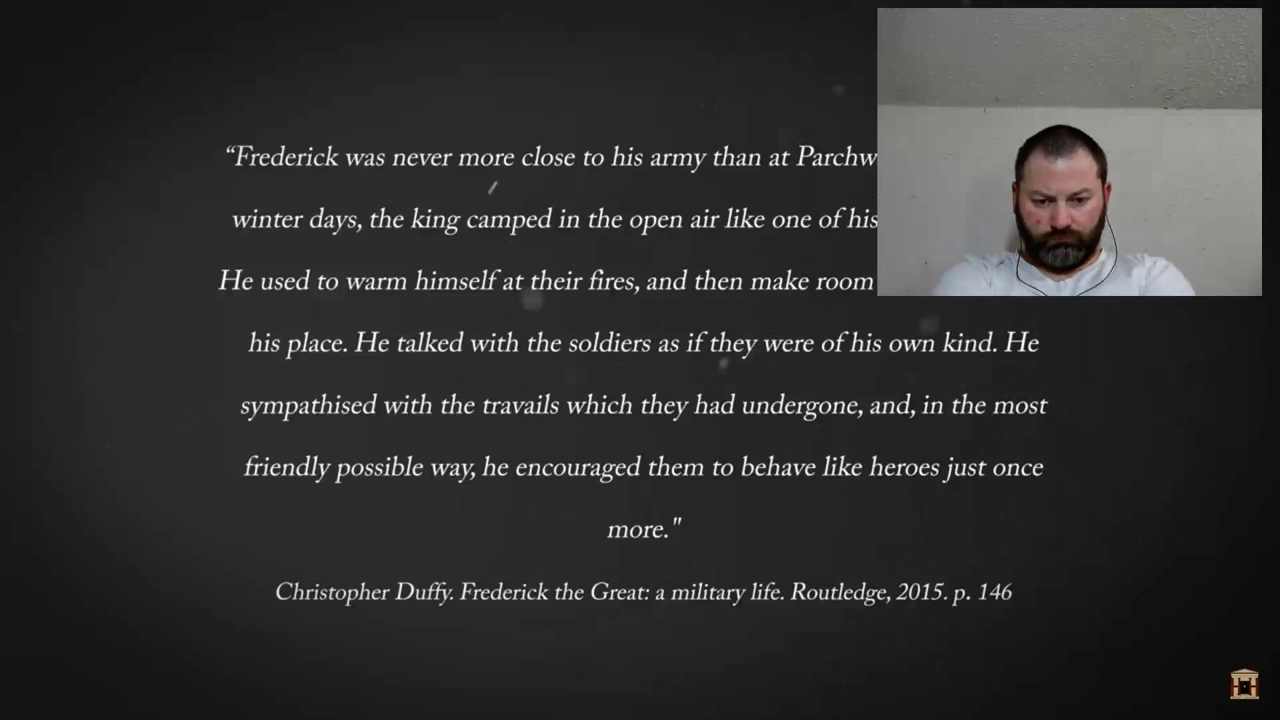 “Frederick was never more close to his army than at
winter days, the king camped in the open air like one of his
He used to warm himself at their fires, and then make room
his place. He talked with the soldiers as if they were of his own kind. He
sympathised with the travails which they had undergone, and, in the most
friendly possible way, he encouraged them to behave like heroes just once
more."
Christopher Duffy. Frederick the Great: a military life. Routledge, 2015. p. 146